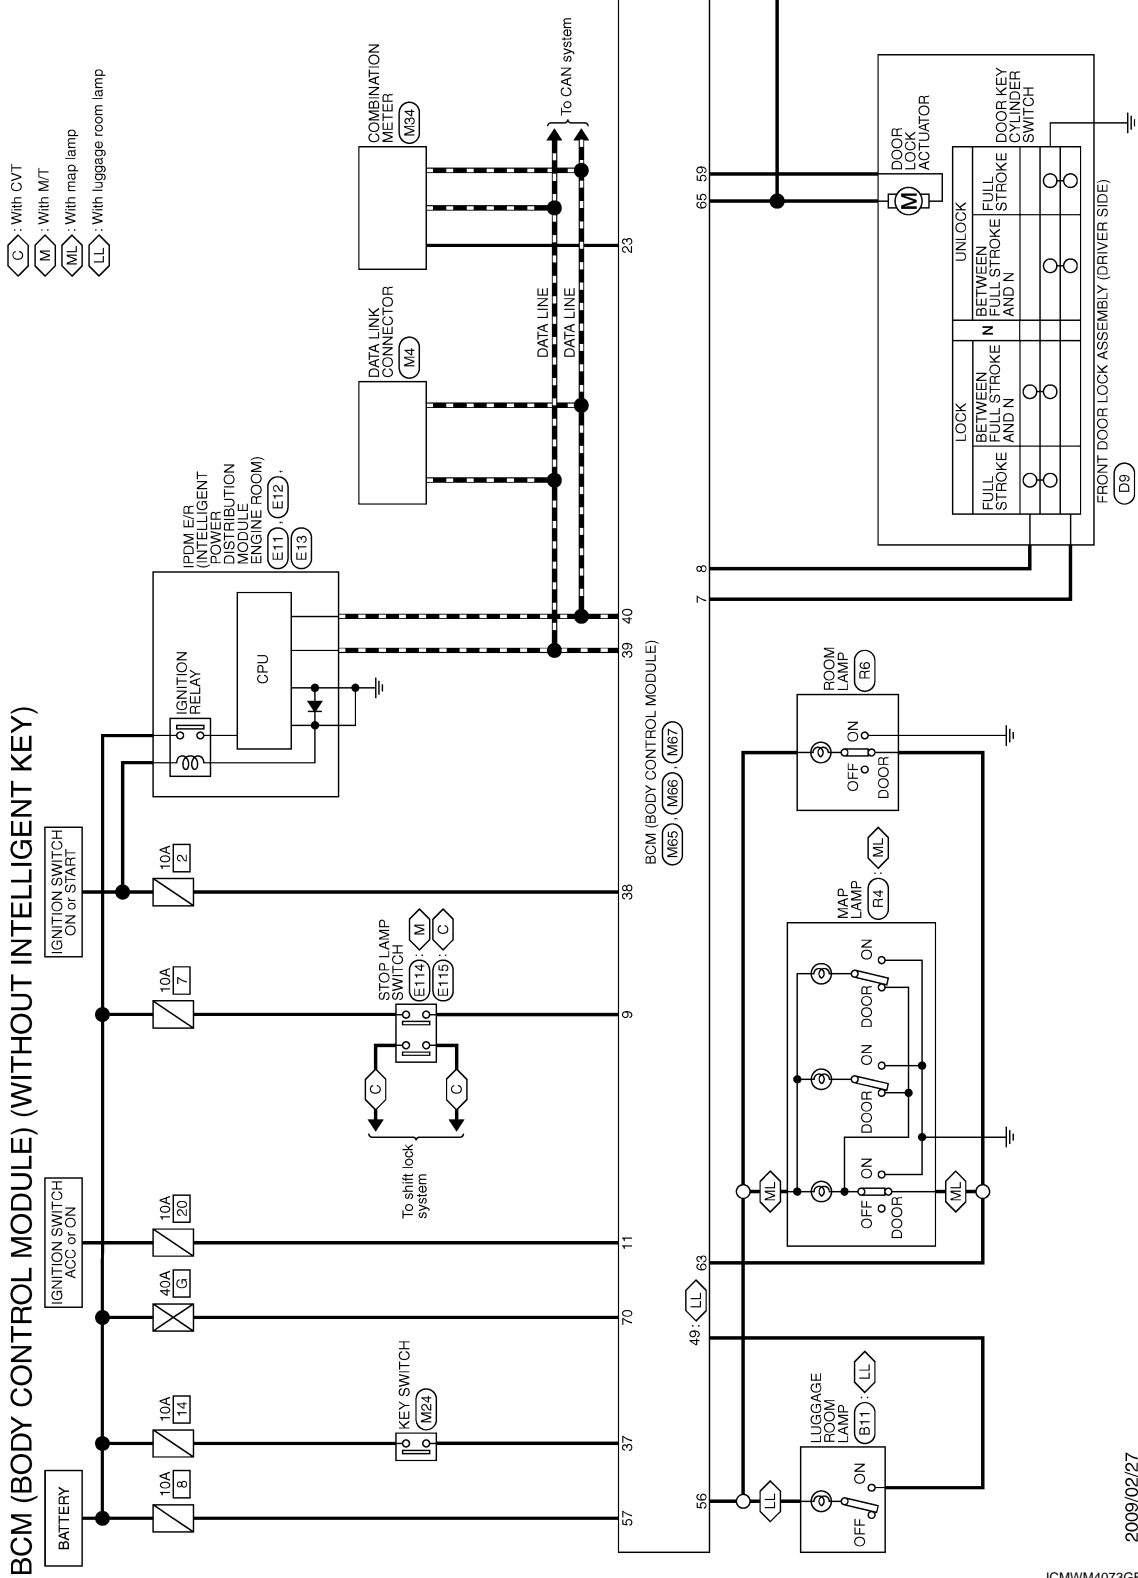 BCM (BODY CONTROL MODULE) (WITHOUT INTELLIGENT KEY)
BATTERY
IGNITION SWITCH
ACC or ON
IGNITION SWITCH
ON or START
C : With CVT
M : With M/T
ML : With map lamp
LL : With luggage room lamp
10A
8
10A
14
40A
G
10A
20
10A
7
10A
2
IGNITION
RELAY
CPU
IPDM E/R
(INTELLIGENT
POWER
DISTRIBUTION
MODULE
ENGINE ROOM)
E11 , E12 ,
E13
KEY SWITCH
M24
To shift lock
system
C
C
STOP LAMP
SWITCH
E114 : M
E115 : C
DATA LINK
CONNECTOR
M4
COMBINATION
METER
M34
DATA LINE
DATA LINE
To CAN system
57
37
70
11
9
38
39
40
23
BCM (BODY CONTROL MODULE)
M65 , M66 , M67
56
49 : LL
63
7
8
65
59
LL
LUGGAGE
ROOM
LAMP
B11 : LL
OFF
ON
MAP
LAMP
R4 : ML
ML
ML
OFF
ON
DOOR
DOOR
ON
DOOR
ON
ROOM
LAMP
R6
OFF
ON
DOOR
DOOR
LOCK
ACTUATOR
M
DOOR KEY
CYLINDER
SWITCH
LOCK
N
UNLOCK
FULL
STROKE
BETWEEN
FULL STROKE
AND N
BETWEEN
FULL STROKE
AND N
FULL
STROKE
FRONT DOOR LOCK ASSEMBLY (DRIVER SIDE)
D9
2009/02/27